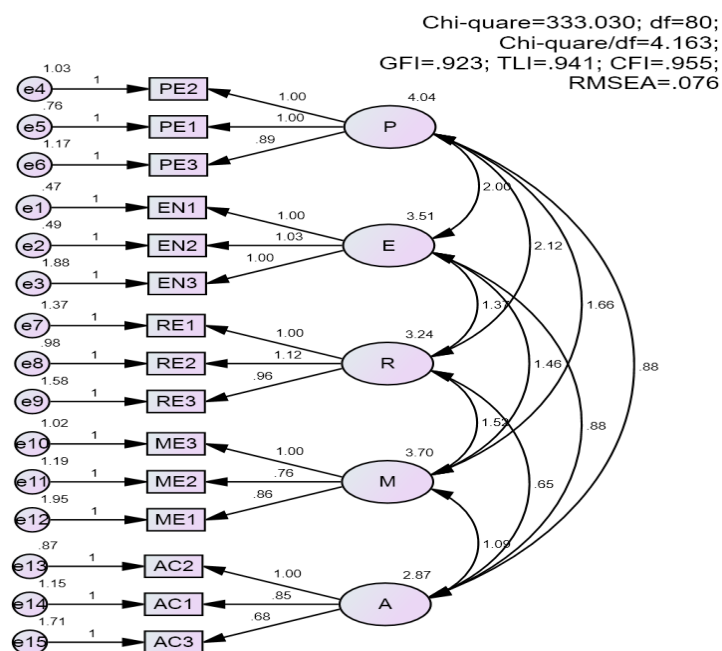 Chi-quare=333.030; df=80;
Chi-quare/df=4.163;
GFI=.923; TLI=.941; CFI=.955;
RMSEA=.076
1.03
e4 1 PE2 1.00
.76
e5 1 PE1 1.00
1.17
e6 1 PE3 .89
4.04
P
.47
e1 1 EN1 1.00
.49
e2 1 EN2 1.03
1.88
e3 1 EN3 1.00
3.51
E
1.37
e7 1 RE1 1.00
.98
e8 1 RE2 1.12
1.58
e9 1 RE3 .96
3.24
R
1.02
e10 1 ME3 1.00
1.19
e11 1 ME2 .76
1.95
e12 1 ME1 .86
3.70
M
.87
e13 1 AC2 1.00
1.15
e14 1 AC1 .85
1.71
e15 1 AC3 .68
2.87
A
2.00
2.12
1.66
.88
1.37
1.46
.88
1.52
.65
1.09